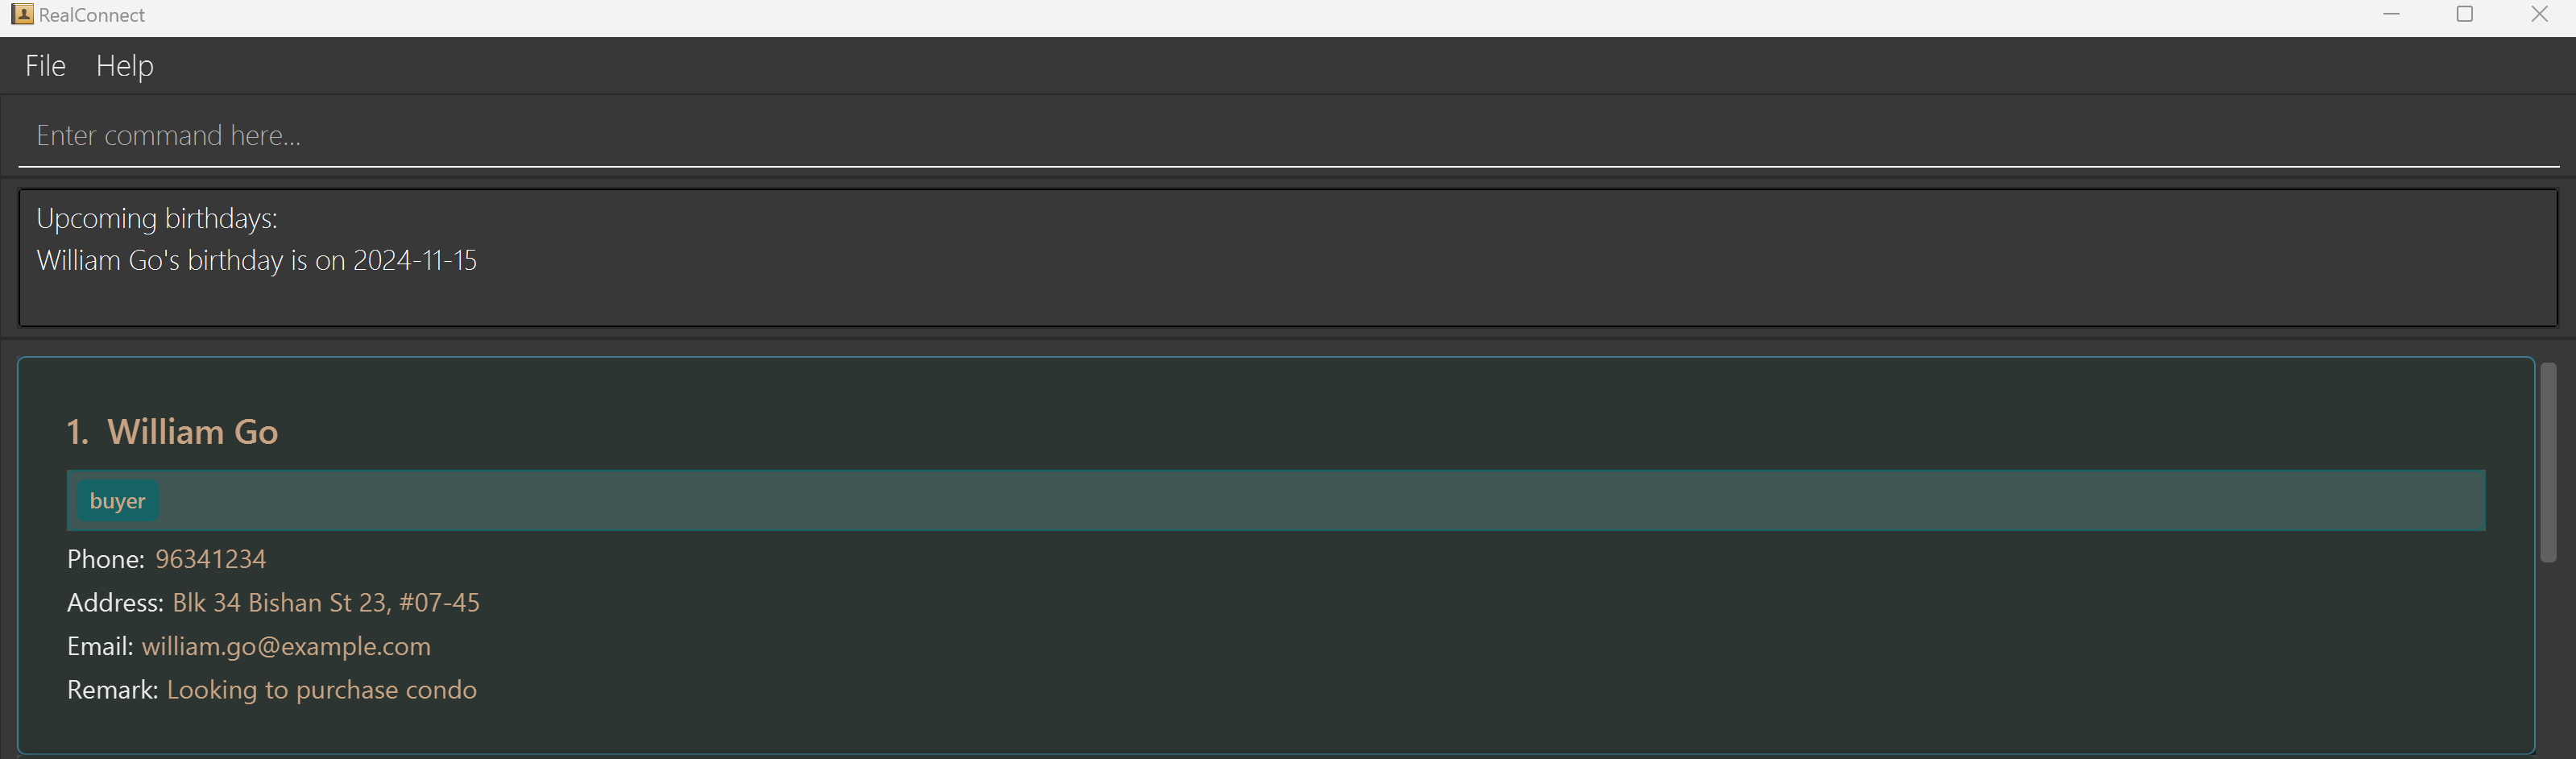 RealConnect
File Help
Enter command here...
Upcoming birthdays:
William Go's birthday is on 2024-11-15
1. William Go
buyer
Phone: 96341234
Address: Blk 34 Bishan St 23, #07-45
Email: william.go@example.com
Remark: Looking to purchase condo